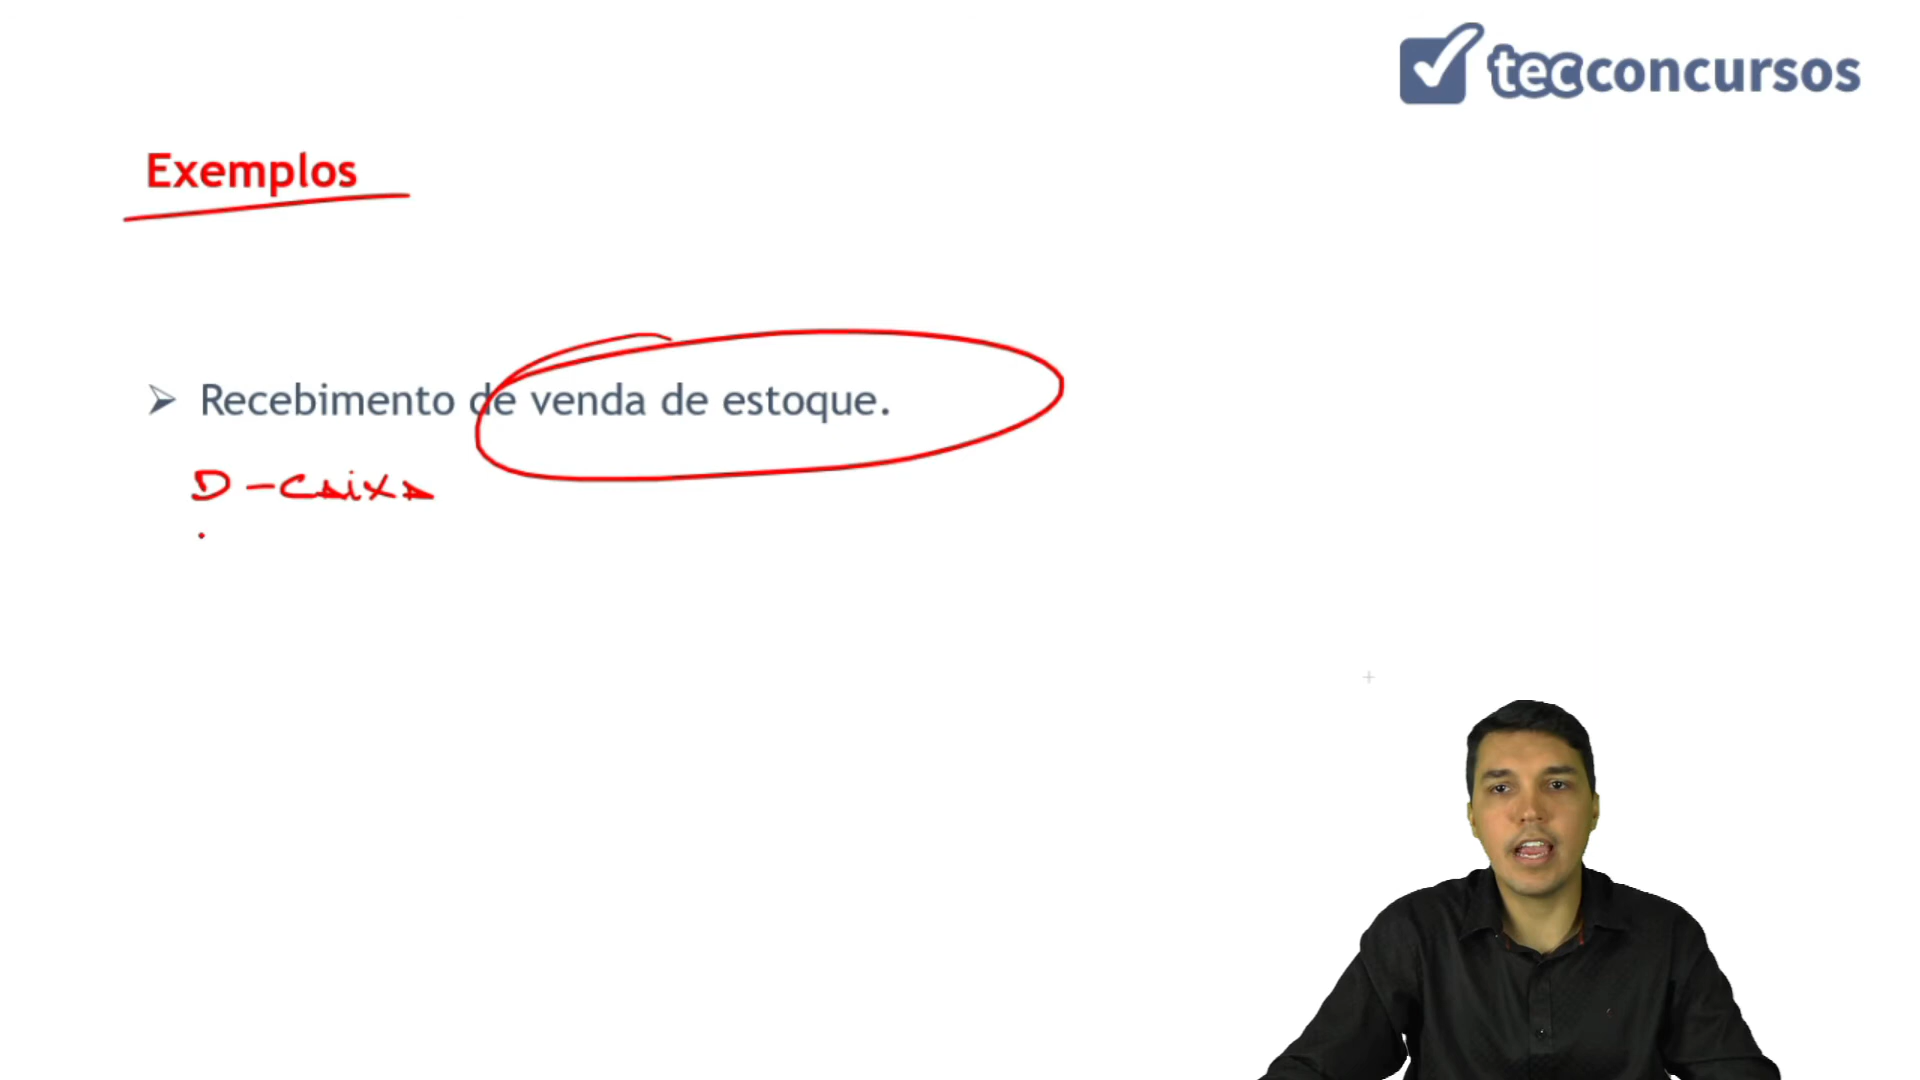 tecconcursos
Exemplos
➢ Recebimento de venda de estoque.
D - CAIXA